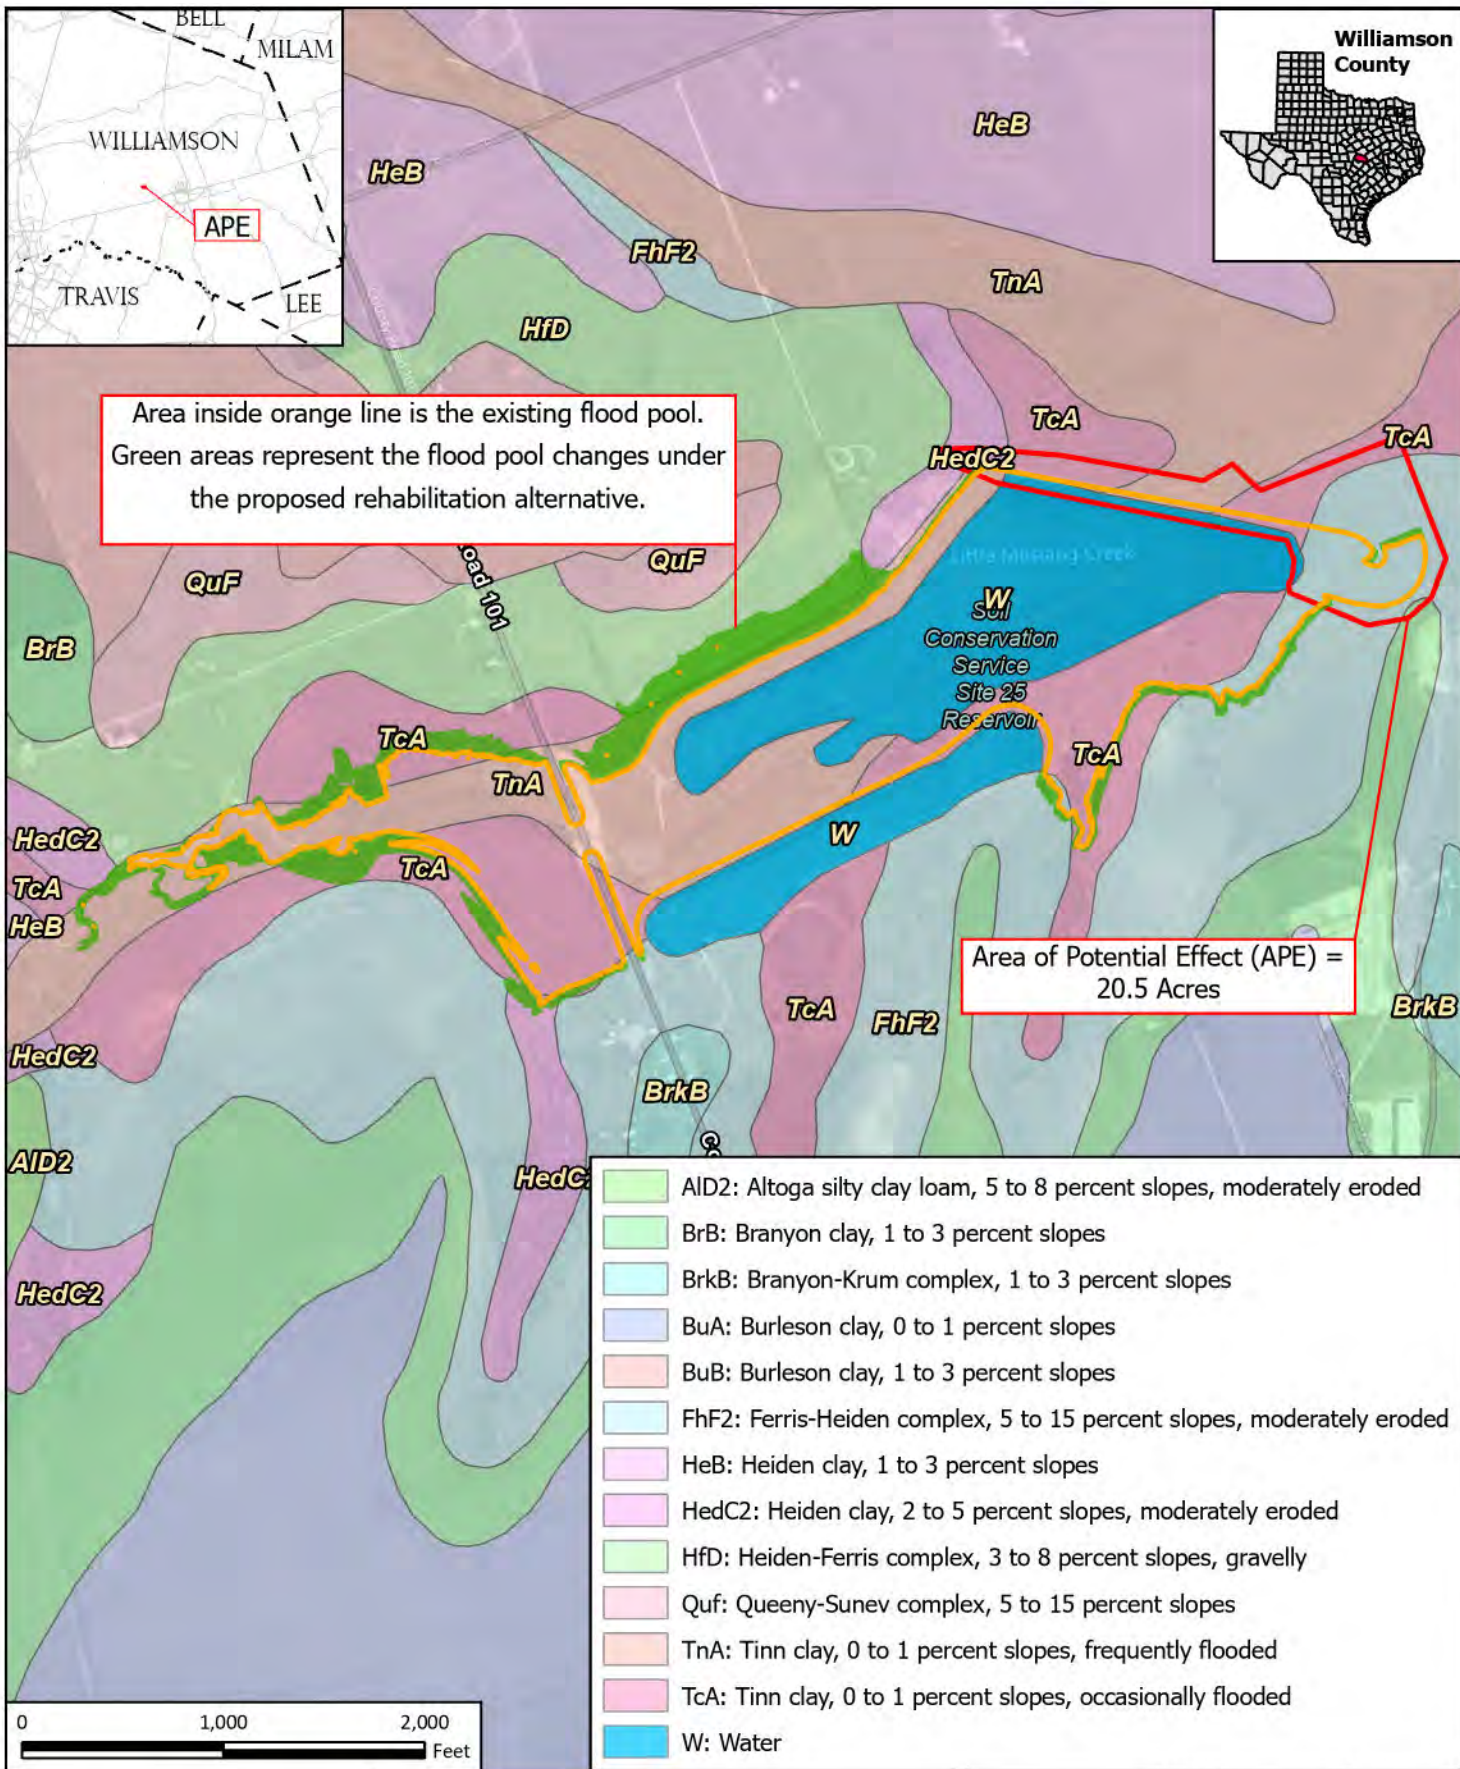 BELL
MILAM
WILLIAMSON
APE
TRAVIS
LEE
Williamson
County
HeB
HeB
FhF2
TnA
HfD
Area inside orange line is the existing flood pool.
Green areas represent the flood pool changes under
the proposed rehabilitation alternative.
TcA
TcA
HedC2
QuF
QuF
Road 101
Little Mustang Creek
W
Soil
Conservation
Service
Site 25
Reservoir
BrB
TcA
TnA
TcA
W
HedC2
TcA
TcA
HeB
FhF2
Area of Potential Effect (APE) =
20.5 Acres
TcA
BrkB
HedC2
BrkB
AlD2
HedC2
HedC2
AlD2: Altoga silty clay loam, 5 to 8 percent slopes, moderately eroded
BrB: Branyon clay, 1 to 3 percent slopes
BrkB: Branyon-Krum complex, 1 to 3 percent slopes
BuA: Burleson clay, 0 to 1 percent slopes
BuB: Burleson clay, 1 to 3 percent slopes
FhF2: Ferris-Heiden complex, 5 to 15 percent slopes, moderately eroded
HeB: Heiden clay, 1 to 3 percent slopes
HedC2: Heiden clay, 2 to 5 percent slopes, moderately eroded
HfD: Heiden-Ferris complex, 3 to 8 percent slopes, gravelly
Quf: Queeny-Sunev complex, 5 to 15 percent slopes
TnA: Tinn clay, 0 to 1 percent slopes, frequently flooded
TcA: Tinn clay, 0 to 1 percent slopes, occasionally flooded
W: Water
0 1,000 2,000
Feet